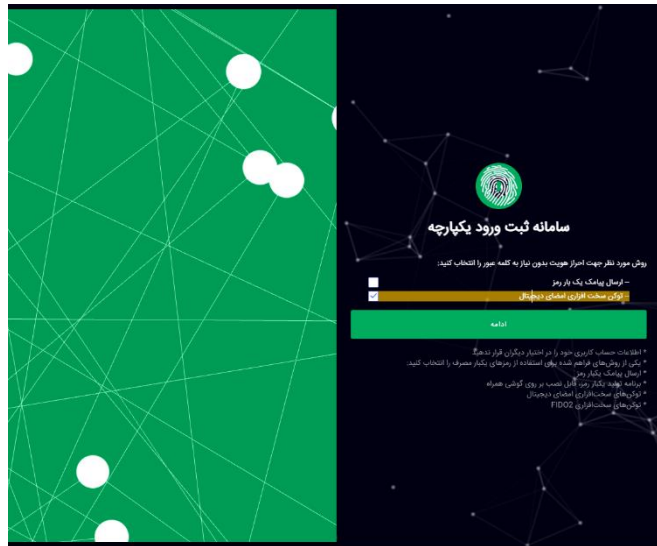 سامانه ثبت ورود یکپارچه
روش مورد نظر جهت احراز هویت بدون نیاز به کلمه عبور را انتخاب کنید:
– ارسال پیامک یک بار رمز
– توکن سخت افزاری امضای دیجیتال
ادامه
* اطلاعات حساب کاربری خود را در اختیار دیگران قرار ندهید.
* یکی از روش‌های فراهم شده برای استفاده از رمزهای یکبار مصرف را انتخاب کنید:
* ارسال پیامک یکبار رمز
* برنامه تولید یکبار رمز، قابل نصب بر روی گوشی همراه
* توکن‌های سخت‌افزاری امضای دیجیتال
* توکن‌های سخت‌افزاری FIDO2